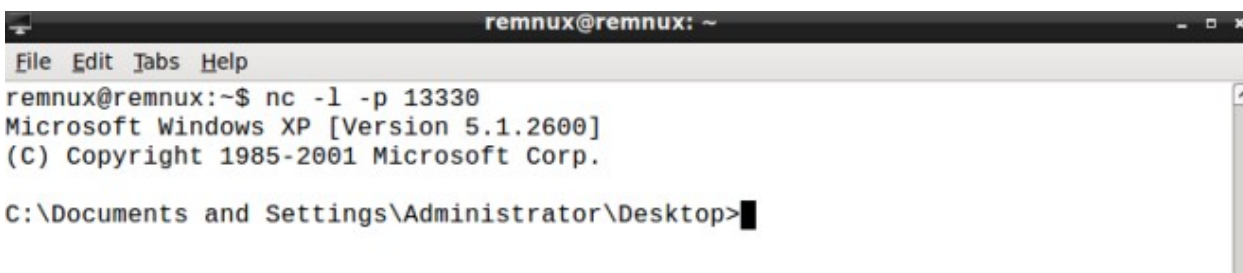 remnux@remnux: ~
File Edit Tabs Help
remnux@remnux:~$ nc -l -p 13330
Microsoft Windows XP [Version 5.1.2600]
(C) Copyright 1985-2001 Microsoft Corp.
C:\Documents and Settings\Administrator\Desktop>